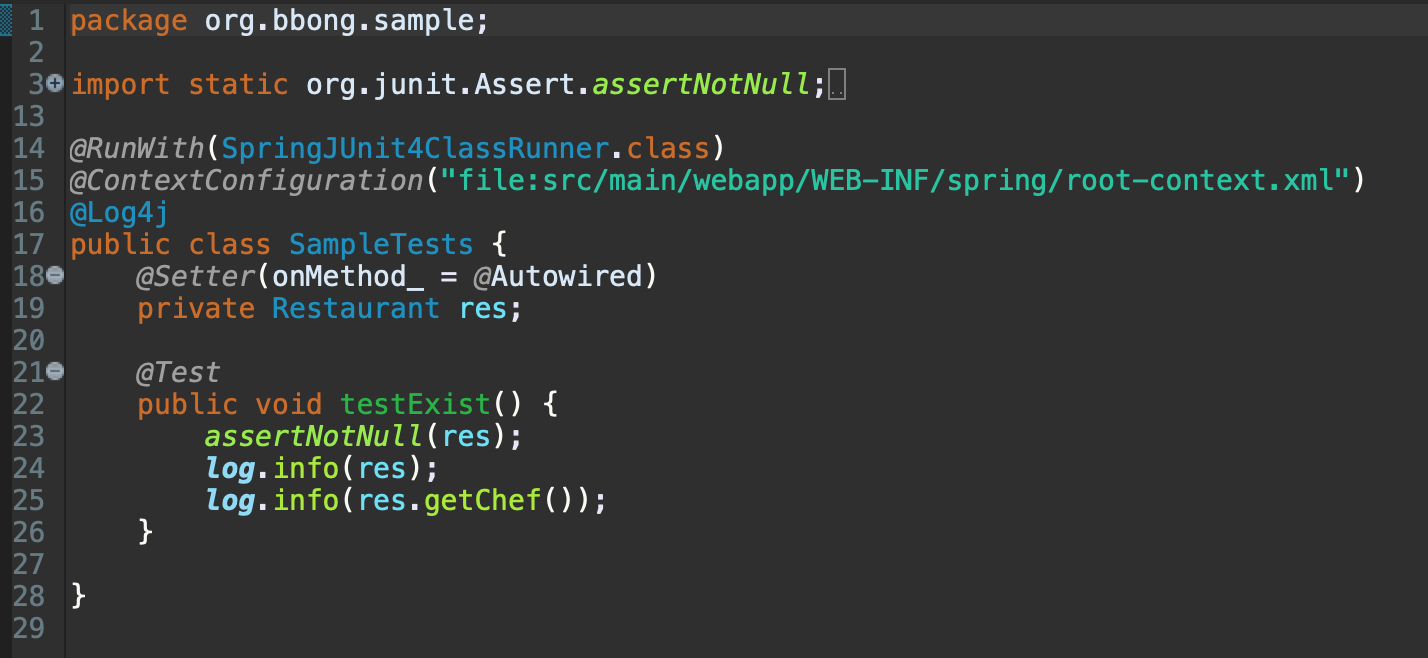 1 package org.bbong.sample;
2
3 import static org.junit.Assert.assertNotNull;
13
14 @RunWith(SpringJUnit4ClassRunner.class)
15 @ContextConfiguration("file:src/main/webapp/WEB-INF/spring/root-context.xml")
16 @Log4j
17 public class SampleTests {
18     @Setter(onMethod_ = @Autowired)
19     private Restaurant res;
20
21     @Test
22     public void testExist() {
23         assertNotNull(res);
24         log.info(res);
25         log.info(res.getChef());
26     }
27
28 }
29